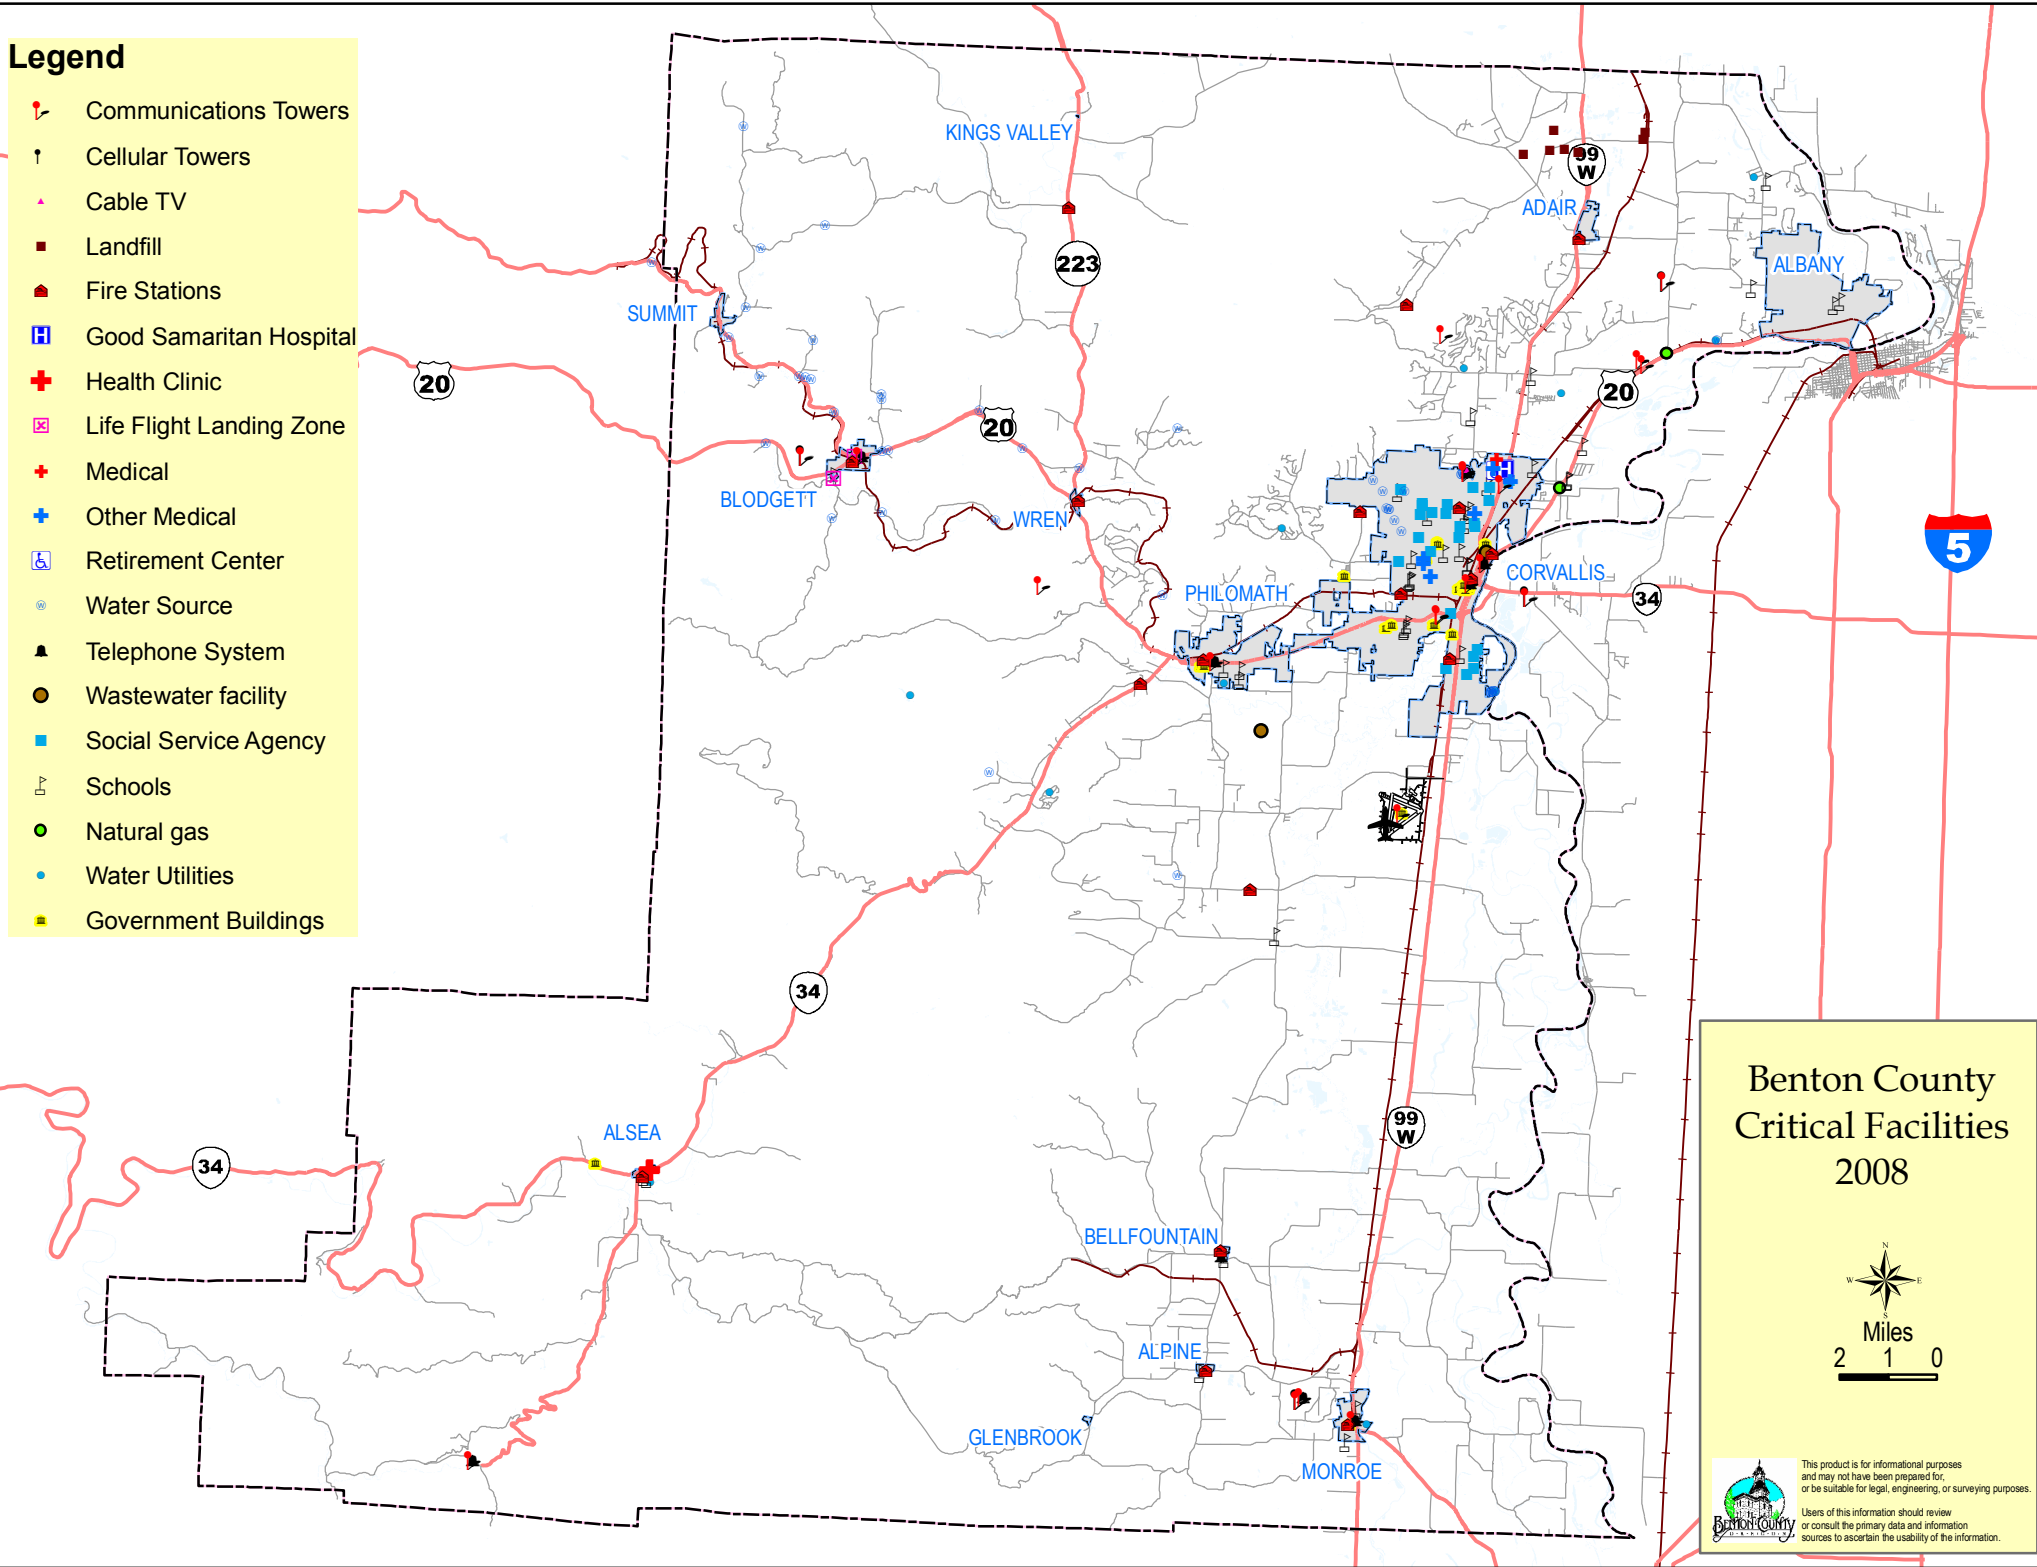 Legend
Communications Towers
Cellular Towers
Cable TV
Landfill
Fire Stations
Good Samaritan Hospital
Health Clinic
Life Flight Landing Zone
Medical
Other Medical
Retirement Center
Water Source
Telephone System
Wastewater facility
Social Service Agency
Schools
Natural gas
Water Utilities
Government Buildings
KINGS VALLEY
99
W
ADAIR
ALBANY
223
SUMMIT
20
20
20
BLODGETT
WREN
5
CORVALLIS
PHILOMATH
34
34
ALSEA
34
99
W
BELLFOUNTAIN
ALPINE
GLENBROOK
MONROE
Benton County
Critical Facilities
2008
N
W E
S
Miles
2 1 0
This product is for informational purposes
and may not have been prepared for,
or be suitable for legal, engineering, or surveying purposes.
Users of this information should review
or consult the primary data and information
sources to ascertain the usability of the information.
BENTON COUNTY
OREGON